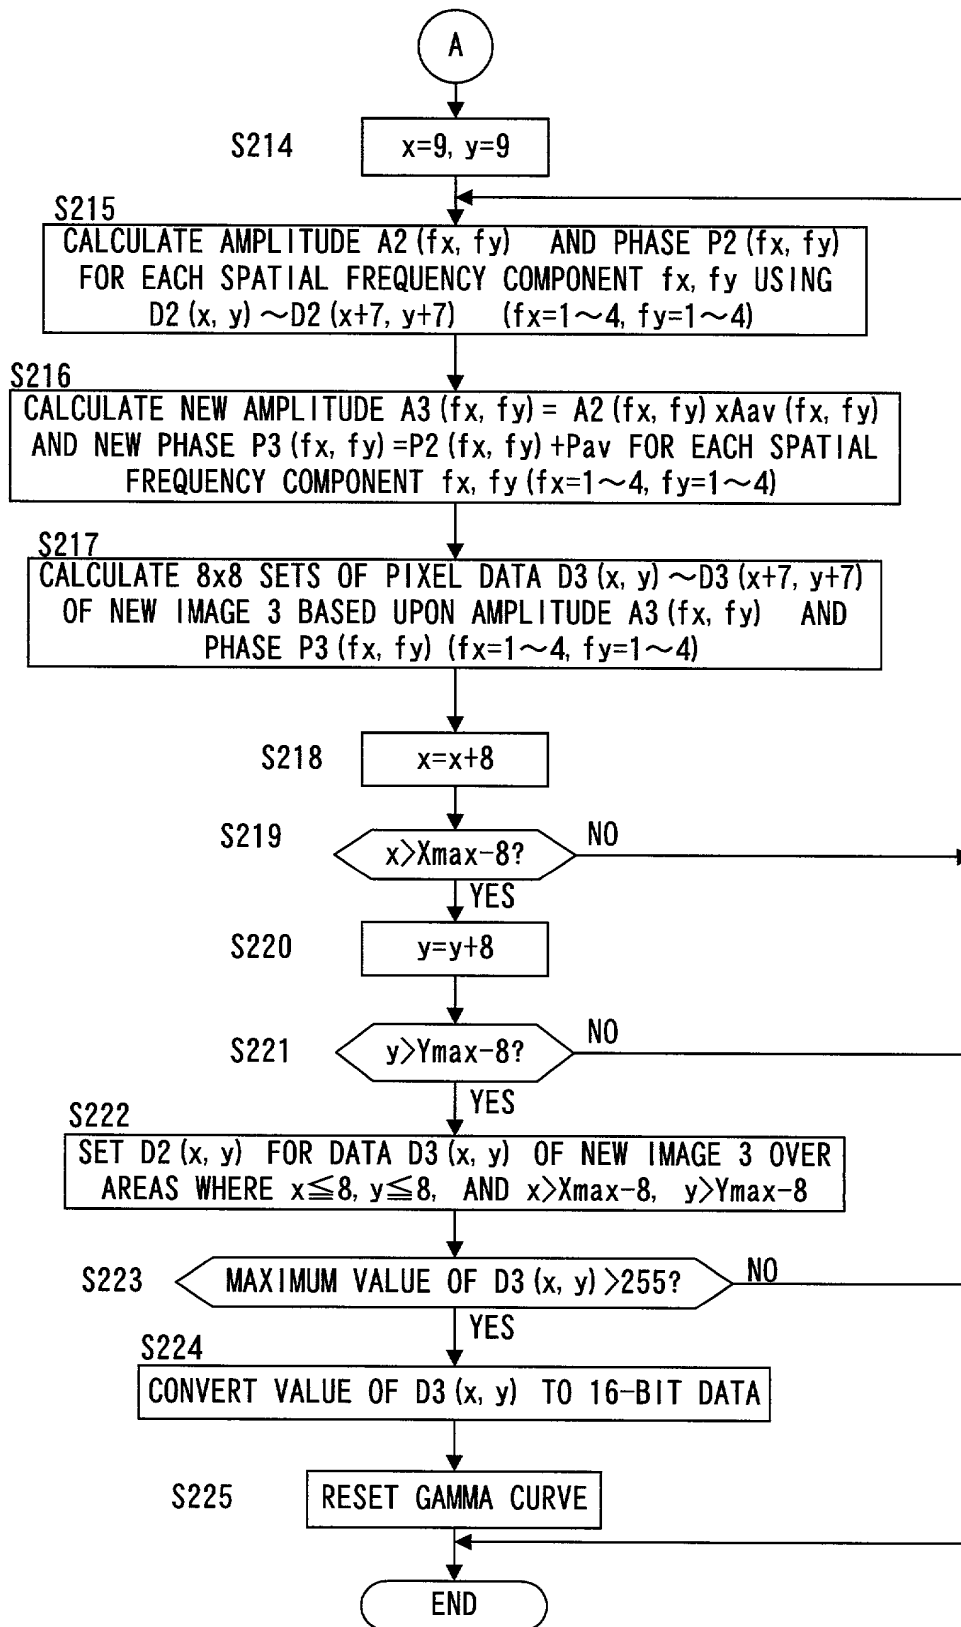 A
S214
x=9, y=9
S215
CALCULATE AMPLITUDE A2(fx, fy) AND PHASE P2(fx, fy)
FOR EACH SPATIAL FREQUENCY COMPONENT fx, fy USING
D2(x, y)～D2(x+7, y+7) (fx=1～4, fy=1～4)
S216
CALCULATE NEW AMPLITUDE A3(fx, fy)= A2(fx, fy)xAav(fx, fy)
AND NEW PHASE P3(fx, fy)=P2(fx, fy)+Pav FOR EACH SPATIAL
FREQUENCY COMPONENT fx, fy(fx=1～4, fy=1～4)
S217
CALCULATE 8x8 SETS OF PIXEL DATA D3(x, y)～D3(x+7, y+7)
OF NEW IMAGE 3 BASED UPON AMPLITUDE A3(fx, fy) AND
PHASE P3(fx, fy)(fx=1～4, fy=1～4)
S218
x=x+8
S219
x>Xmax-8?
NO
YES
S220
y=y+8
S221
y>Ymax-8?
NO
YES
S222
SET D2(x, y) FOR DATA D3(x, y) OF NEW IMAGE 3 OVER
AREAS WHERE x≦8, y≦8, AND x>Xmax-8, y>Ymax-8
S223
MAXIMUM VALUE OF D3(x, y)>255?
NO
YES
S224
CONVERT VALUE OF D3(x, y) TO 16-BIT DATA
S225
RESET GAMMA CURVE
END